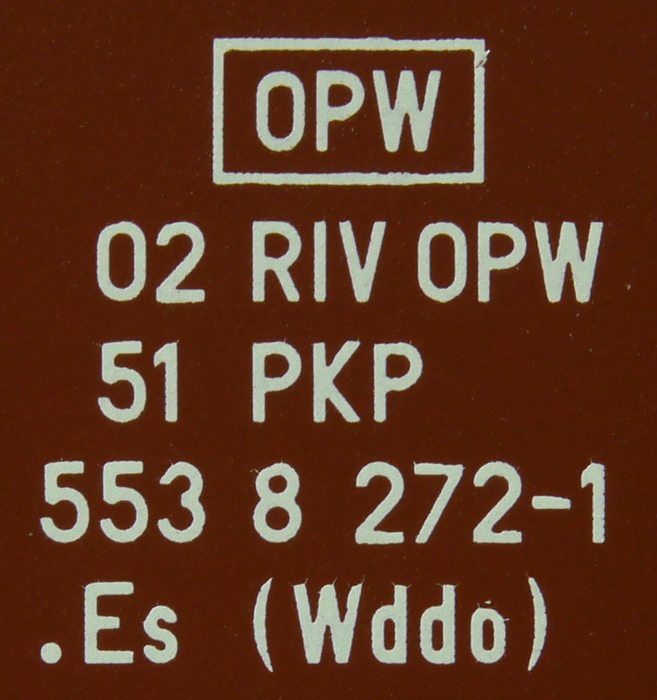 OPW
02 RIV OPW
51 PKP
553 8 272-1
.Es (Wddo)